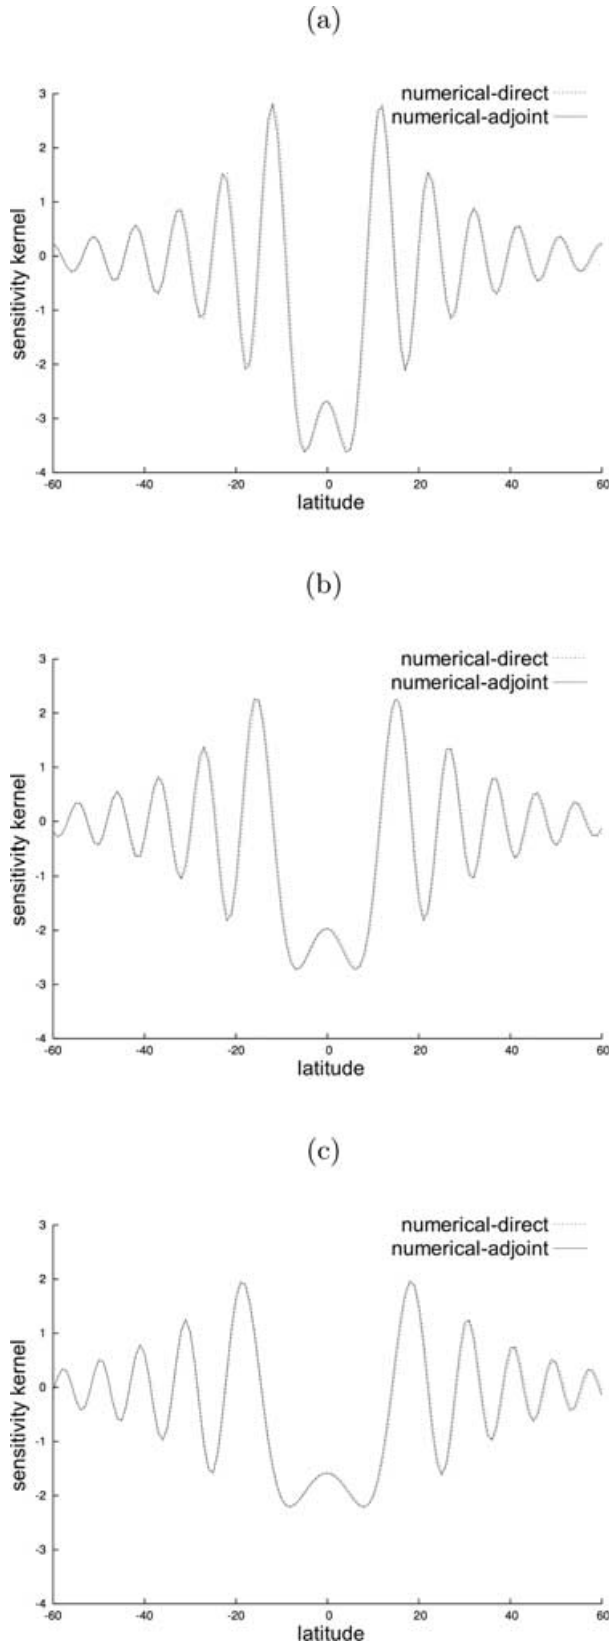 (a)
numerical-direct
numerical-adjoint
3
2
1
0
-1
-2
-3
-4
sensitivity kernel
-60 -40 -20 0 20 40 60
latitude
(b)
numerical-direct
numerical-adjoint
3
2
1
0
-1
-2
-3
-4
sensitivity kernel
-60 -40 -20 0 20 40 60
latitude
(c)
numerical-direct
numerical-adjoint
3
2
1
0
-1
-2
-3
-4
sensitivity kernel
-60 -40 -20 0 20 40 60
latitude